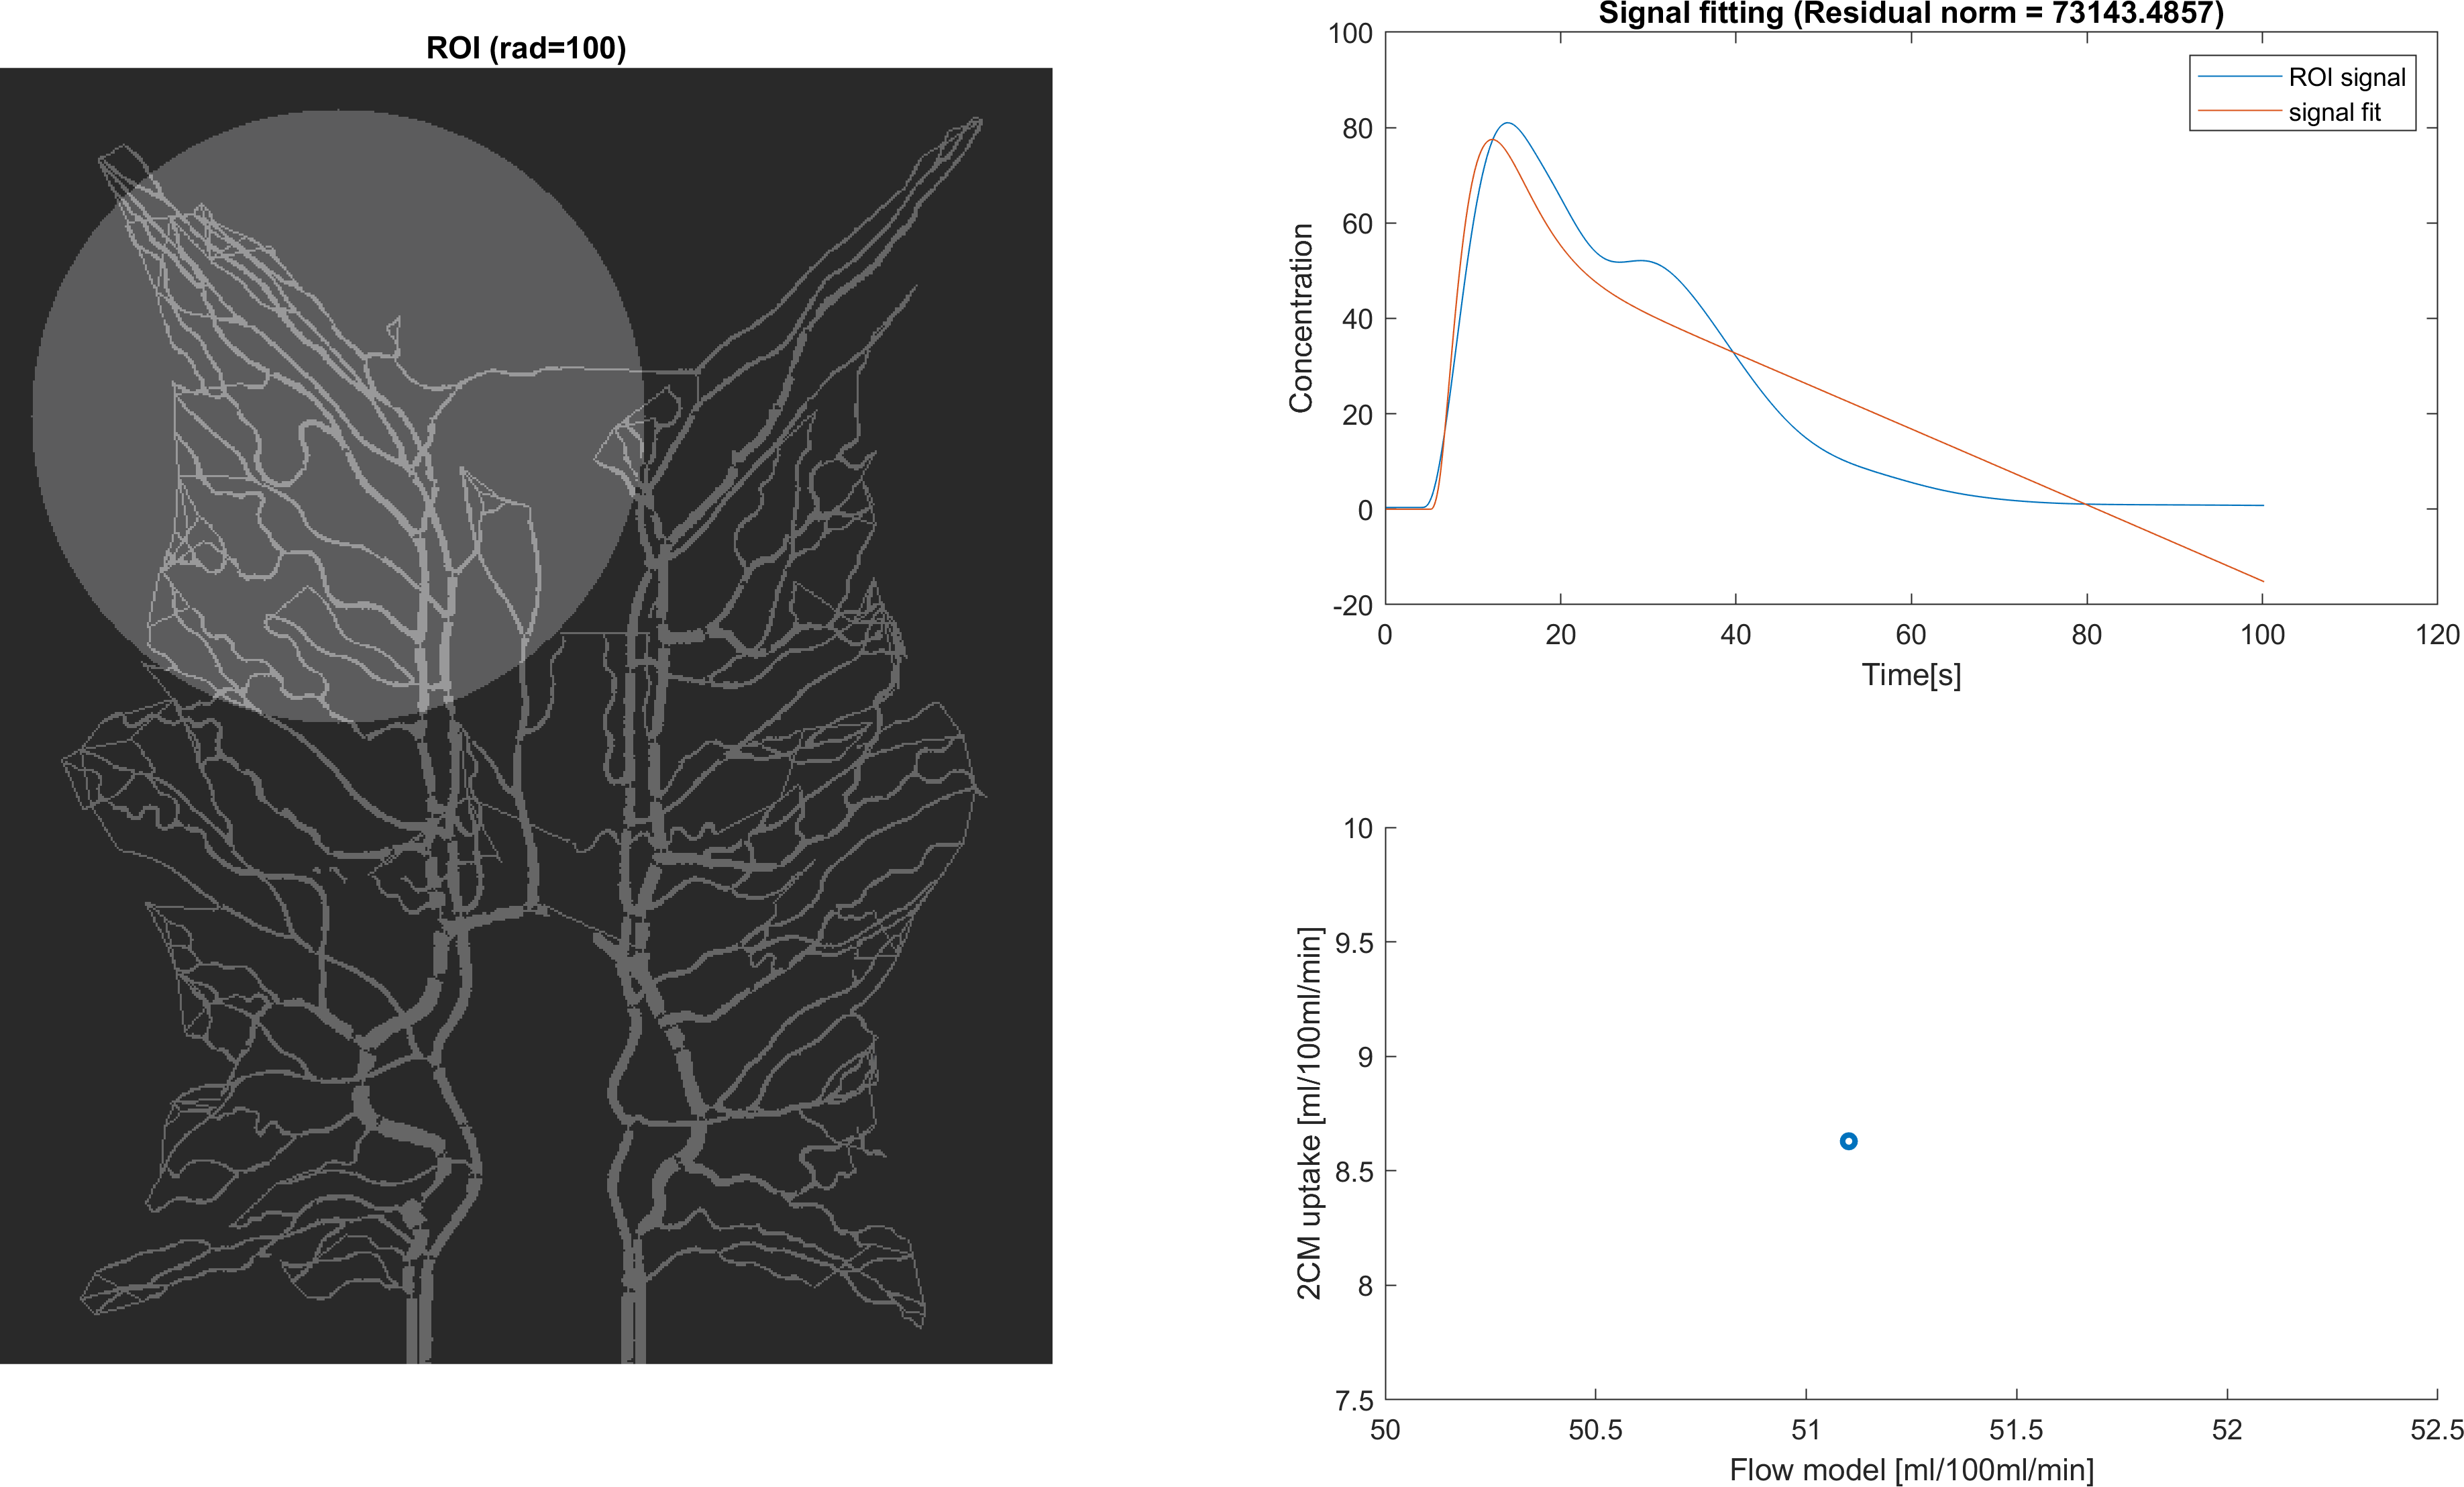 ROI (rad=100)
Signal fitting (Residual norm = 73143.4857)
100
80
60
40
20
0
-20
Concentration
ROI signal
signal fit
0 20 40 60 80 100 120
Time[s]
10
9.5
9
8.5
8
7.5
2CM uptake [ml/100ml/min]
50 50.5 51 51.5 52 52.5
Flow model [ml/100ml/min]